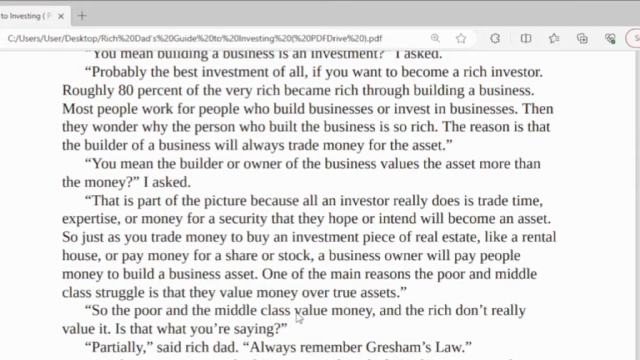 to Investing ( P
C:/Users/User/Desktop/Rich%20Dad's%20Guide%20to%20Investing%20(%20PDFDrive%20).pdf
“You mean building a business is an investment?” I asked.
“Probably the best investment of all, if you want to become a rich investor.
Roughly 80 percent of the very rich became rich through building a business.
Most people work for people who build businesses or invest in businesses. Then
they wonder why the person who built the business is so rich. The reason is that
the builder of a business will always trade money for the asset.”
“You mean the builder or owner of the business values the asset more than
the money?” I asked.
“That is part of the picture because all an investor really does is trade time,
expertise, or money for a security that they hope or intend will become an asset.
So just as you trade money to buy an investment piece of real estate, like a rental
house, or pay money for a share or stock, a business owner will pay people
money to build a business asset. One of the main reasons the poor and middle
class struggle is that they value money over true assets.”
“So the poor and the middle class value money, and the rich don’t really
value it. Is that what you’re saying?”
“Partially,” said rich dad. “Always remember Gresham’s Law.”